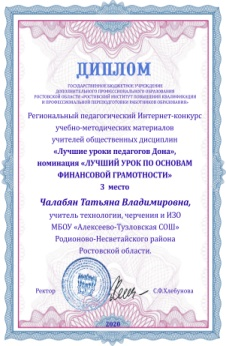 ДИПЛОМ
ГОСУДАРСТВЕННОЕ БЮДЖЕТНОЕ УЧРЕЖДЕНИЕ
ДОПОЛНИТЕЛЬНОГО ПРОФЕССИОНАЛЬНОГО ОБРАЗОВАНИЯ
РОСТОВСКОЙ ОБЛАСТИ «РОСТОВСКИЙ ИНСТИТУТ ПОВЫШЕНИЯ КВАЛИФИКАЦИИ
И ПРОФЕССИОНАЛЬНОЙ ПЕРЕПОДГОТОВКИ РАБОТНИКОВ ОБРАЗОВАНИЯ»
Региональный педагогический Интернет-конкурс
учебно-методических материалов
учителей общественных дисциплин
«Лучшие уроки педагогов Дона»,
номинация «ЛУЧШИЙ УРОК ПО ОСНОВАМ
ФИНАНСОВОЙ ГРАМОТНОСТИ»
3 место
Чалабян Татьяна Владимировна,
учитель технологии, черчения и ИЗО
МБОУ «Алексеево-Тузловская СОШ»
Родионово-Несветайского района
Ростовской области.
Ректор С.Ф.Хлебунова
2020